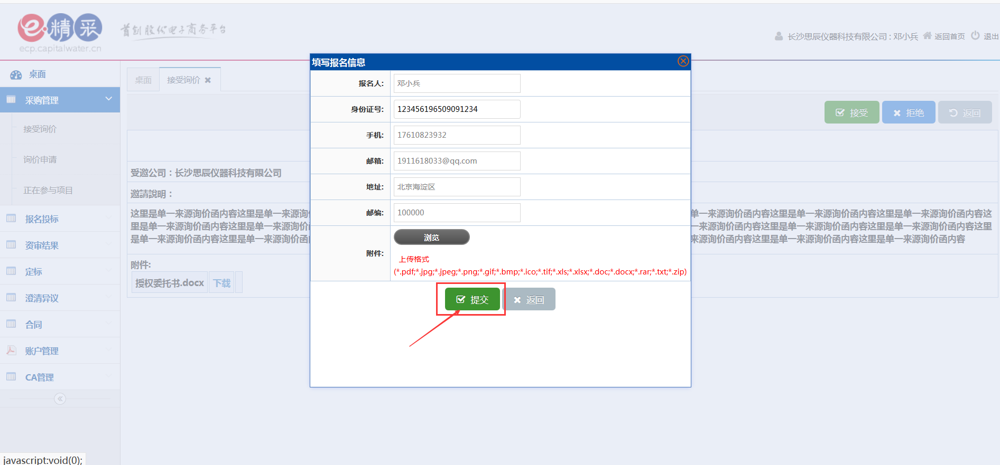 e·精采
首创股份电子商务平台
ecp.capitalwater.cn
长沙思辰仪器科技有限公司：邓小兵 返回首页 退出
桌面
采购管理
接受询价
询价申请
正在参与项目
报名投标
资审结果
定标
澄清异议
合同
账户管理
CA管理
桌面 接受询价
接受 拒绝 返回
受邀公司：长沙思辰仪器科技有限公司
邀請說明：
这里是单一来源询价函内容这里是单一来源询价 单一来源询价函内容这里是单一来源询价函内容这里是单一来源询价函内容这
里是单一来源询价函内容这里是单一来源询价函 一来源询价函内容这里是单一来源询价函内容这里是单一来源询价函内容这里
是单一来源询价函内容这里是单一来源询价函 来源询价函内容这里是单一来源询价函内容这里是单一来源询价函内容
附件:
授权委托书.docx 下载
填写报名信息
报名人: 邓小兵
身份证号: 123456196509091234
手机: 17610823932
邮箱: 1911618033@qq.com
地址: 北京海淀区
邮编: 100000
附件: 浏览
上传格式
(*.pdf;*.jpg;*.jpeg;*.png;*.gif;*.bmp;*.ico;*.tif;*.xls;*.xlsx;*.doc;*.docx;*.rar;*.txt;*.zip)
提交 返回
javascript:void(0);